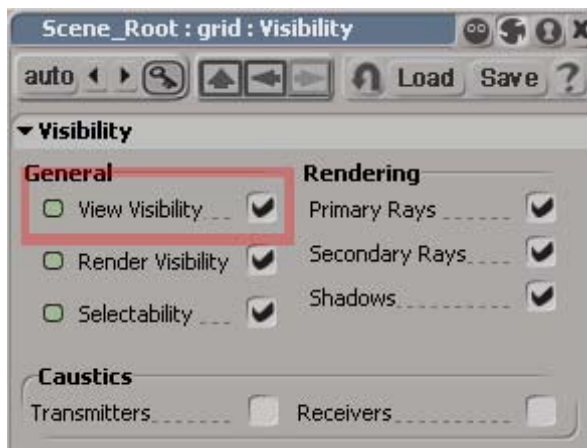 Scene_Root : grid : Visibility
auto Load Save ?
Visibility
General
View Visibility
Render Visibility
Selectability
Rendering
Primary Rays
Secondary Rays
Shadows
Caustics
Transmitters
Receivers